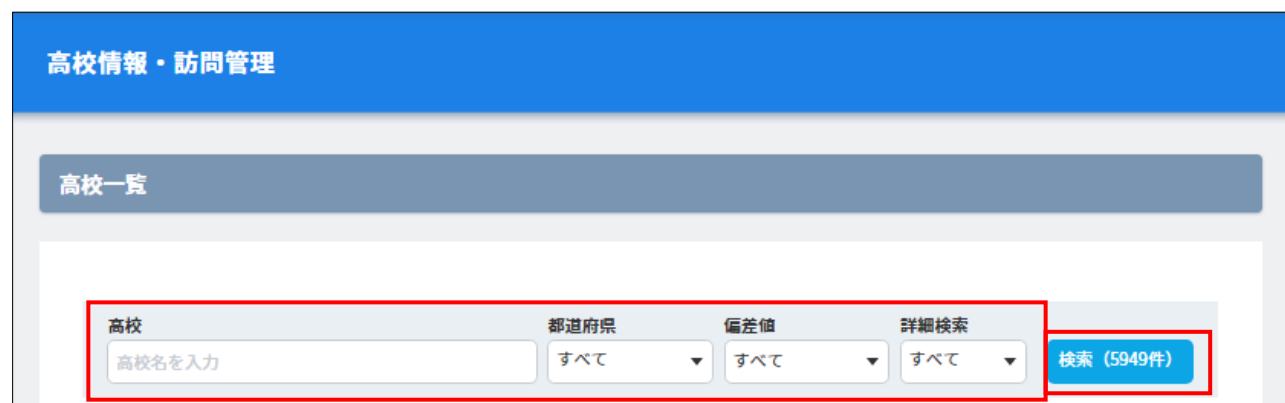 高校情報・訪問管理
高校一覧
高校 都道府県 偏差値 詳細検索
高校名を入力 すべて すべて すべて 検索（5949件）